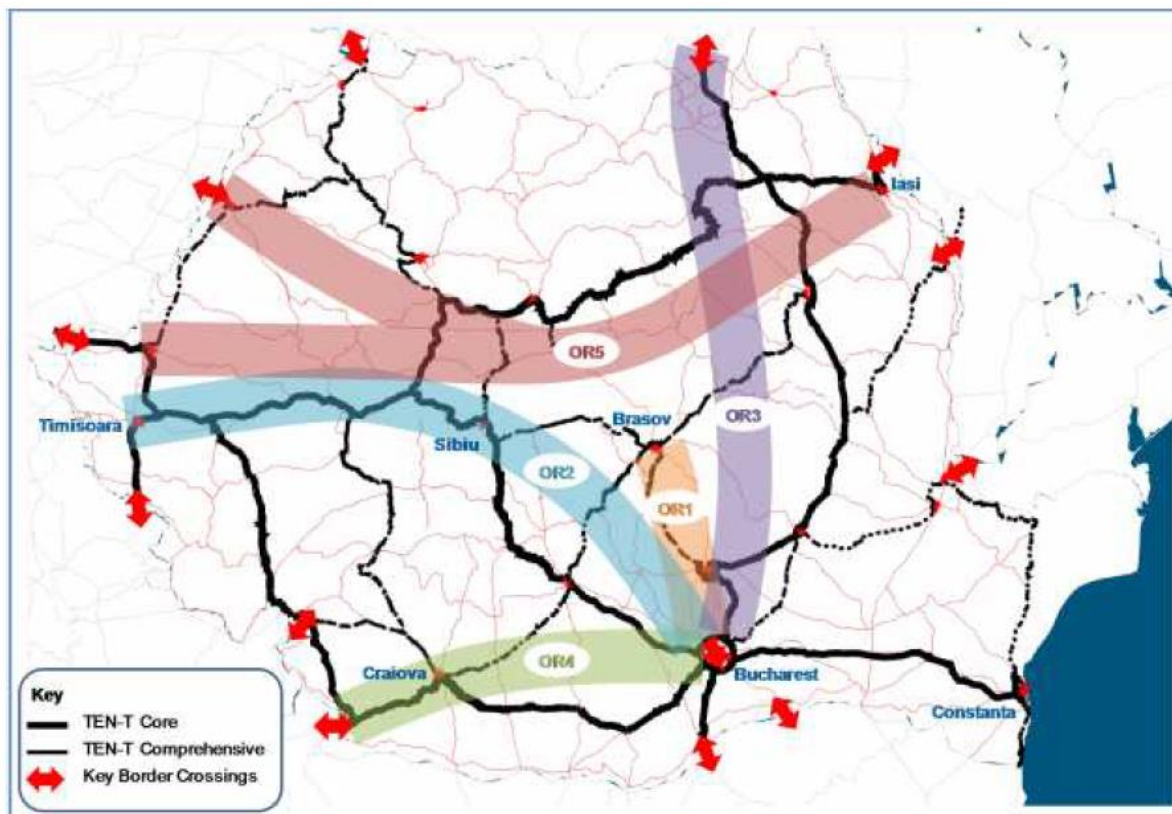 Iasi
OR5
Timisoara
Brasov
OR3
Sibiu
OR2
OR1
OR4
Craiova
Bucharest
Constanta
Key
TEN-T Core
TEN-T Comprehensive
Key Border Crossings